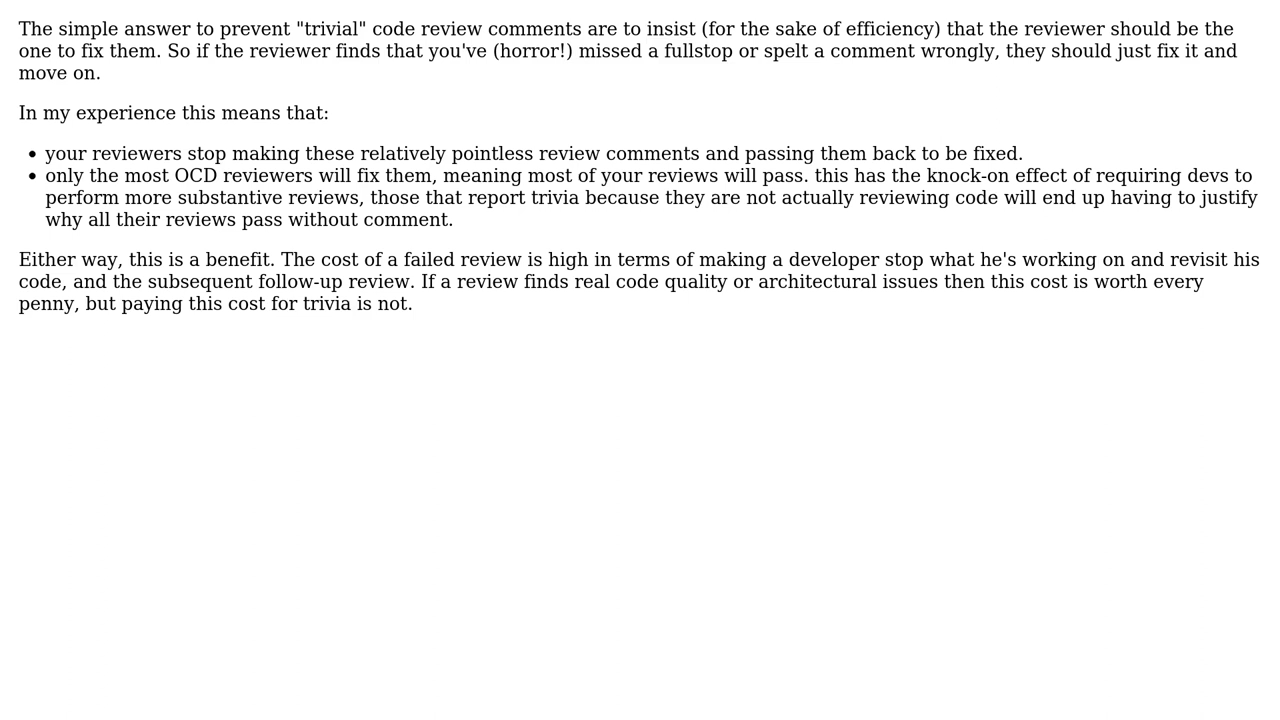 The simple answer to prevent "trivial" code review comments are to insist (for the sake of efficiency) that the reviewer should be the
one to fix them. So if the reviewer finds that you've (horror!) missed a fullstop or spelt a comment wrongly, they should just fix it and
move on.
In my experience this means that:
• your reviewers stop making these relatively pointless review comments and passing them back to be fixed.
• only the most OCD reviewers will fix them, meaning most of your reviews will pass. this has the knock-on effect of requiring devs to
perform more substantive reviews, those that report trivia because they are not actually reviewing code will end up having to justify
why all their reviews pass without comment.
Either way, this is a benefit. The cost of a failed review is high in terms of making a developer stop what he's working on and revisit his
code, and the subsequent follow-up review. If a review finds real code quality or architectural issues then this cost is worth every
penny, but paying this cost for trivia is not.